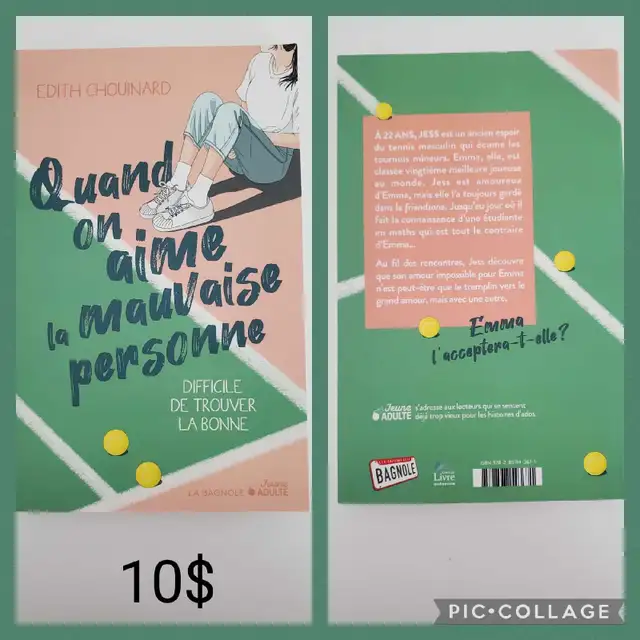 EDITH CHOUINARD
Quand
on
aime
la mauvaise
personne
DIFFICILE
DE TROUVER
LA BONNE
LA BAGNOLE Jeune ADULTE
10$
À 22 ANS, JESS est un ancien espoir
du tennis masculin qui écume les
tournois mineurs. Emma, elle, est
classée vingtième meilleure joueuse
au monde. Jess est amoureux
d'Emma, mais elle l'a toujours gardé
dans la friendzone. Jusqu'au jour où il
fait la connaissance d'une étudiante
en maths qui est tout le contraire
d'Emma...
Au fil des rencontres, Jess découvre
que son amour impossible pour Emma
n'est peut-être que le tremplin vers le
grand amour, mais avec une autre.
Emma
l'acceptera-t-elle?
Jeune ADULTE s'adresse aux lecteurs qui se sentent
déjà trop vieux pour les histoires d'ados.
BAGNOLE
Livre
ISBN
PIC•COLLAGE